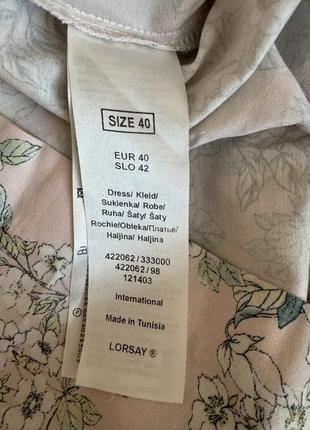 SIZE 40
EUR 40
SLO 42
Dress/ Kleid/
Sukienka/ Robe/
Ruha/ Šaty/ Šaty
Rochie/Obleka/Платье/
Haljina/ Haljina
422062 / 333000
422062 / 98
121403
International
Made in Tunisia
LORSAY ®